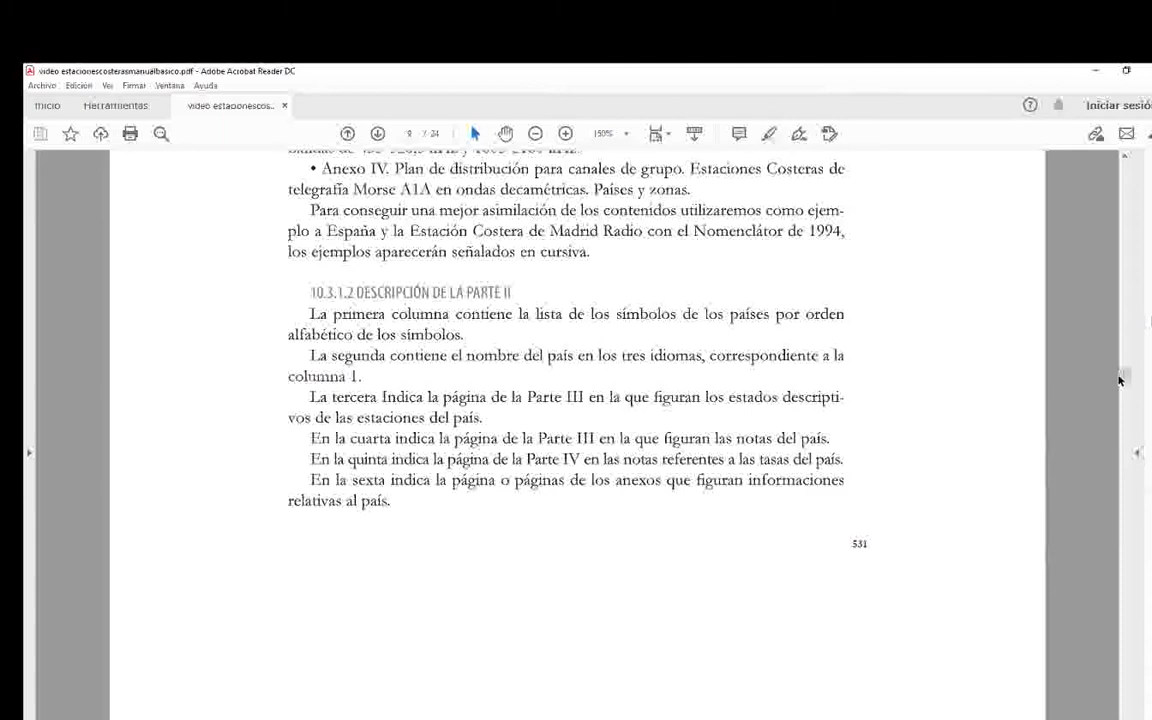 video estacionescosterasmanualbasico.pdf - Adobe Acrobat Reader DC
Archivo Edición Ver Firmar Ventana Ayuda
Inicio Herramientas video estacionescos... ×
9 / 24 150% Iniciar sesió
• Anexo IV. Plan de distribución para canales de grupo. Estaciones Costeras de
telegrafía Morse A1A en ondas decamétricas. Países y zonas.
Para conseguir una mejor asimilación de los contenidos utilizaremos como ejem-
plo a España y la Estación Costera de Madrid Radio con el Nomenclátor de 1994,
los ejemplos aparecerán señalados en cursiva.
10.3.1.2 DESCRIPCIÓN DE LA PARTE II
La primera columna contiene la lista de los símbolos de los países por orden
alfabético de los símbolos.
La segunda contiene el nombre del país en los tres idiomas, correspondiente a la
columna 1.
La tercera Indica la página de la Parte III en la que figuran los estados descripti-
vos de las estaciones del país.
En la cuarta indica la página de la Parte III en la que figuran las notas del país.
En la quinta indica la página de la Parte IV en las notas referentes a las tasas del país.
En la sexta indica la página o páginas de los anexos que figuran informaciones
relativas al país.
531